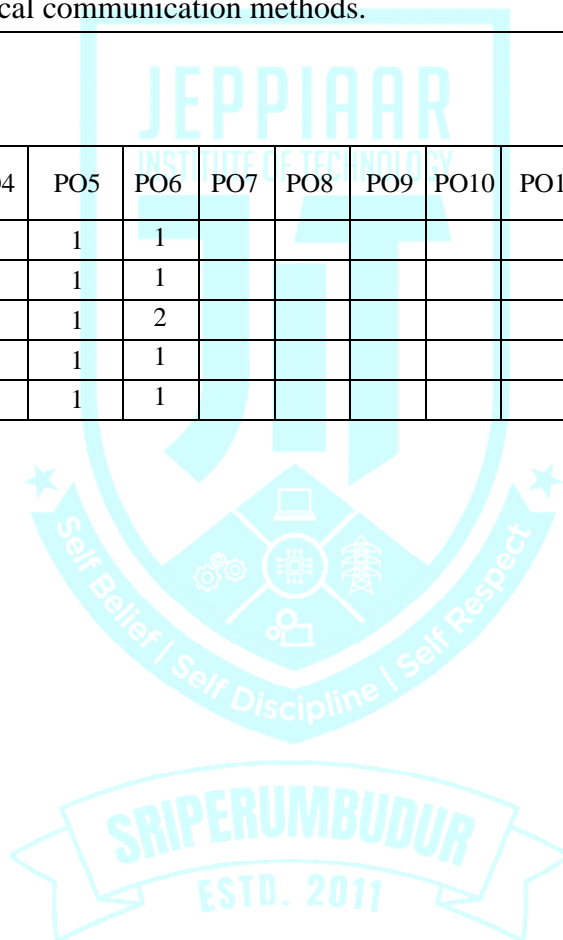 cal communication methods.
JEPPIAAR
INSTITUTE OF TECHNOLOGY
04 PO5 PO6 PO7 PO8 PO9 PO10 PO1
1 1
1 1
1 2
1 1
1 1
JIT
Self Belief | Self Discipline | Self Respect
SRIPERUMBUDUR
ESTD. 2011